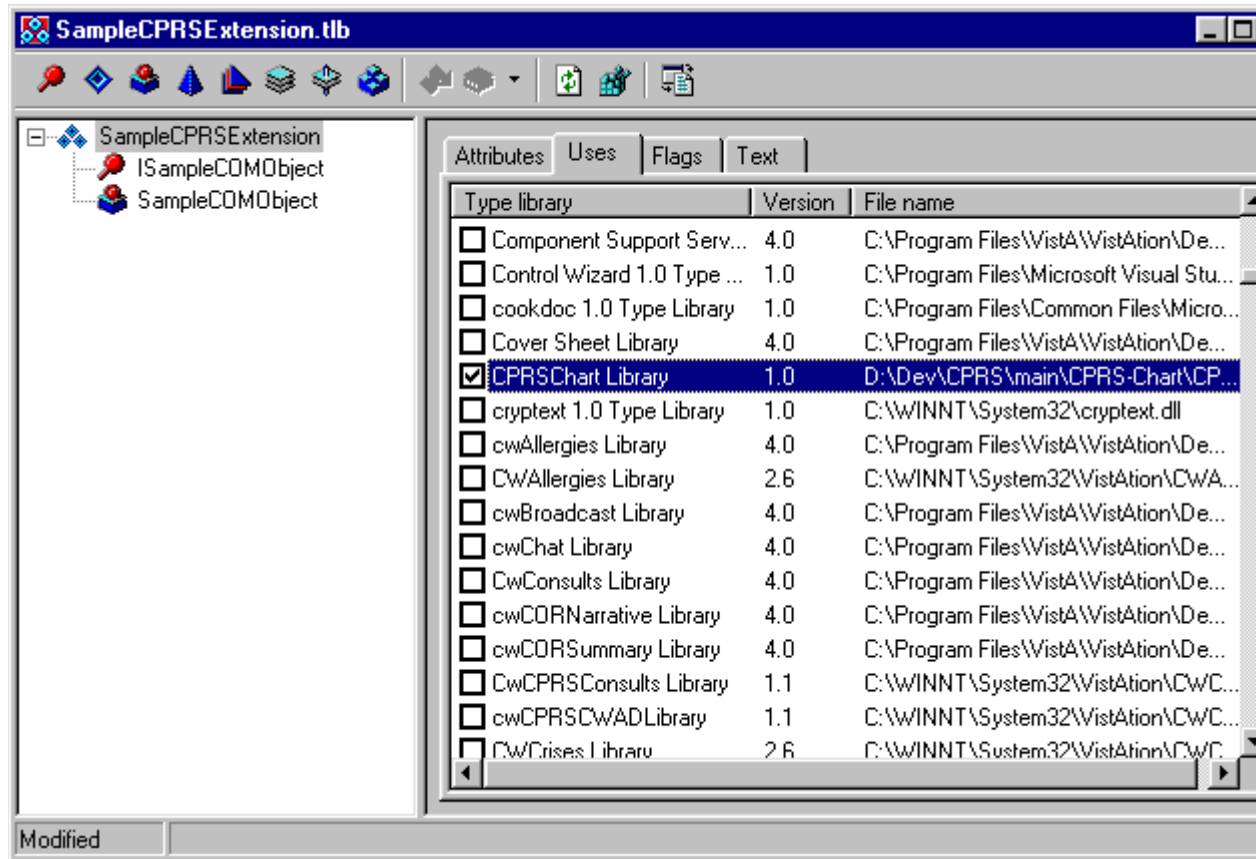 SampleCPRSExtension.tlb
SampleCPRSExtension
ISampleCOMObject
SampleCOMObject
Attributes Uses Flags Text
Type library Version File name
Component Support Serv... 4.0 C:\Program Files\VistA\VistAtion\De...
Control Wizard 1.0 Type ... 1.0 C:\Program Files\Microsoft Visual Stu...
cookdoc 1.0 Type Library 1.0 C:\Program Files\Common Files\Micro...
Cover Sheet Library 4.0 C:\Program Files\VistA\VistAtion\De...
CPRSChart Library 1.0 D:\Dev\CPRS\main\CPRS-Chart\CP...
cryptext 1.0 Type Library 1.0 C:\WINNT\System32\cryptext.dll
cwAllergies Library 4.0 C:\Program Files\VistA\VistAtion\De...
CWAllergies Library 2.6 C:\WINNT\System32\VistAtion\CWA...
cwBroadcast Library 4.0 C:\Program Files\VistA\VistAtion\De...
cwChat Library 4.0 C:\Program Files\VistA\VistAtion\De...
CwConsults Library 4.0 C:\Program Files\VistA\VistAtion\De...
cwCORNarrative Library 4.0 C:\Program Files\VistA\VistAtion\De...
cwCORSummary Library 4.0 C:\Program Files\VistA\VistAtion\De...
CwCPRSConsults Library 1.1 C:\WINNT\System32\VistAtion\CWC...
cwCPRSCWADLibrary 1.1 C:\WINNT\System32\VistAtion\CWC...
CWCrises Library 2.6 C:\WINNT\System32\VistAtion\CWC...
Modified